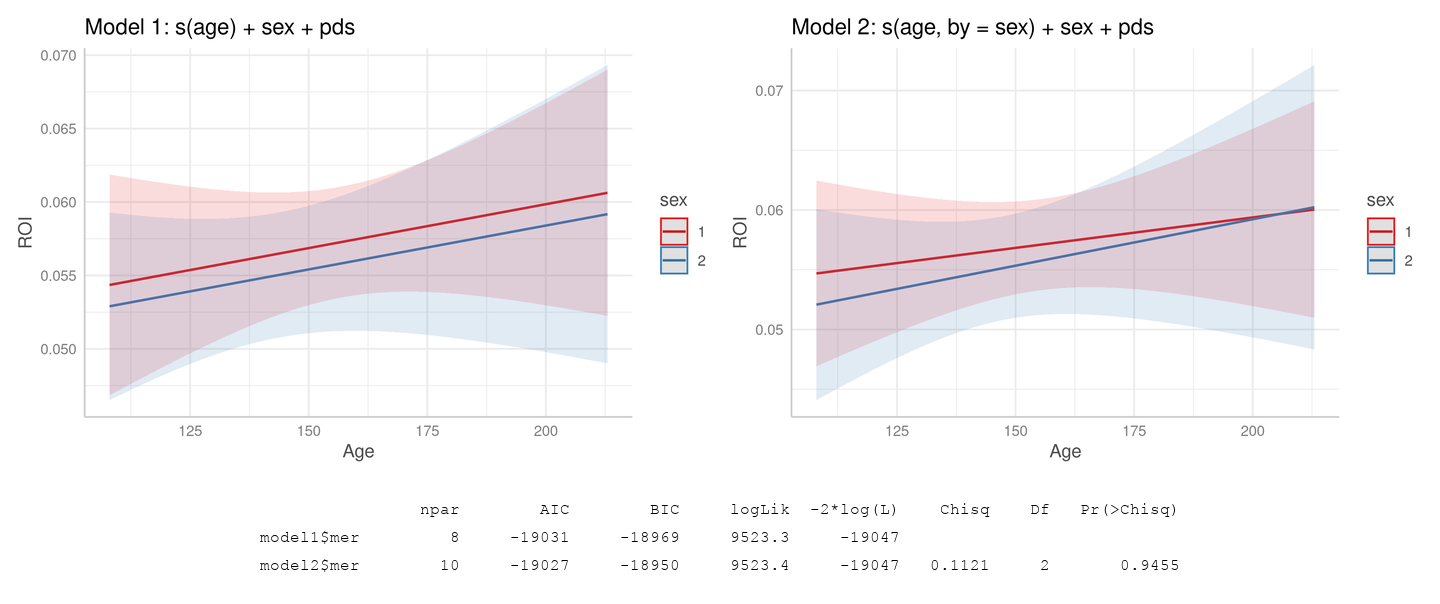 Model 1: s(age) + sex + pds
0.070
0.065
0.060
0.055
0.050
ROI
125 150 175 200
Age
sex
1
2
Model 2: s(age, by = sex) + sex + pds
0.07
0.06
0.05
ROI
125 150 175 200
Age
sex
1
2
npar AIC BIC logLik -2*log(L) Chisq Df Pr(>Chisq)
model1$mer 8 -19031 -18969 9523.3 -19047
model2$mer 10 -19027 -18950 9523.4 -19047 0.1121 2 0.9455